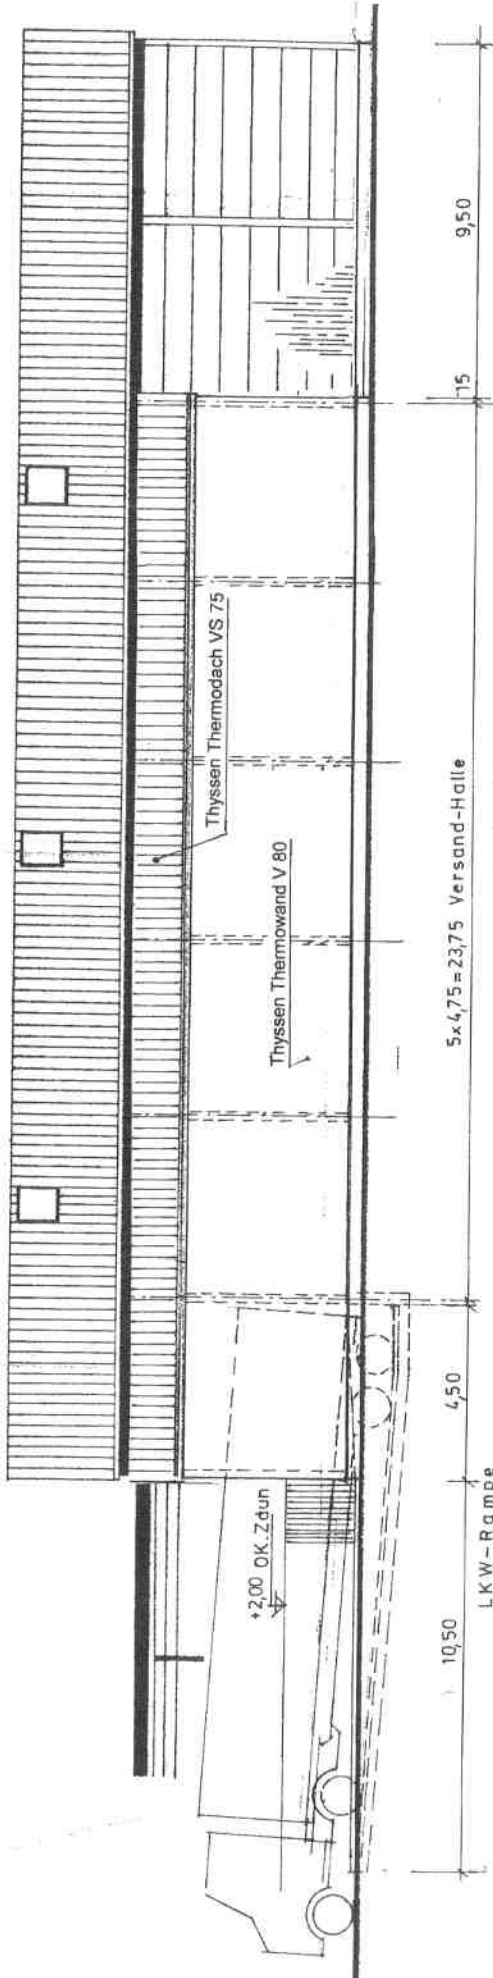 Thyssen Thermodach VS 75
Thyssen Thermowand V 80
+2,00 OK.Zaun
10,50
4,50
5x4,75=23,75 Versand-Halle
15
9,50
LKW-Rampe